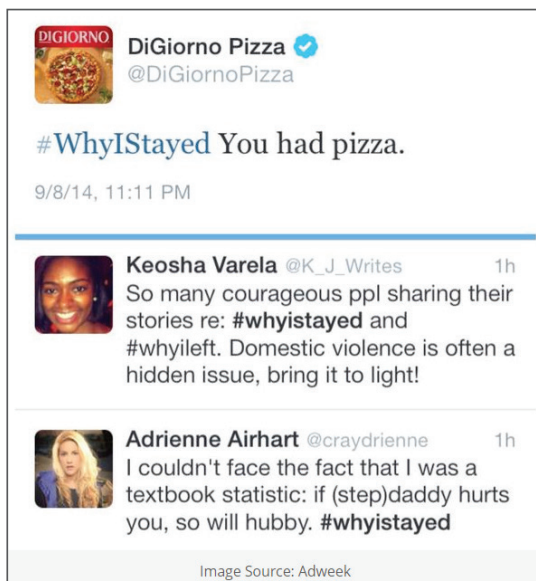 DIGIORNO
DiGiorno Pizza
@DiGiornoPizza
#WhyIStayed You had pizza.
9/8/14, 11:11 PM
Keosha Varela @K_J_Writes 1h
So many courageous ppl sharing their
stories re: #whyistayed and
#whyileft. Domestic violence is often a
hidden issue, bring it to light!
Adrienne Airhart @craydrienne 1h
I couldn't face the fact that I was a
textbook statistic: if (step)daddy hurts
you, so will hubby. #whyistayed
Image Source: Adweek